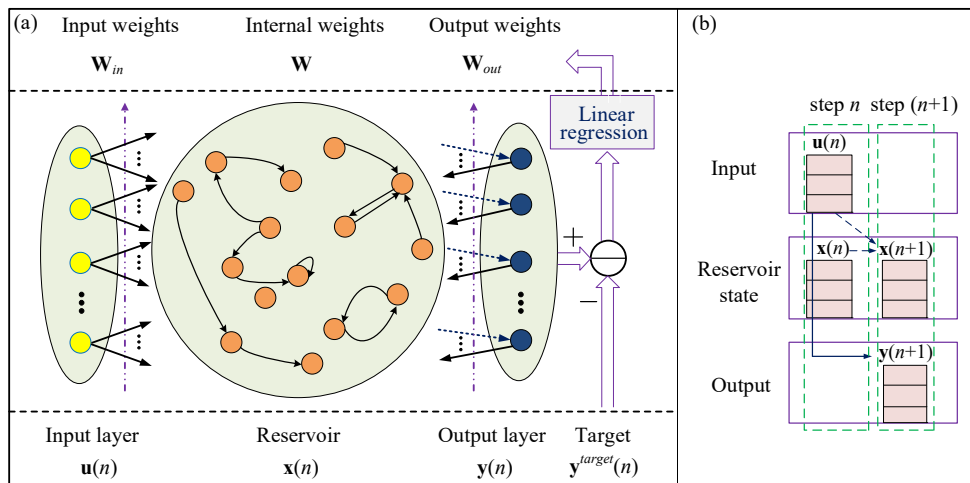 (a)
Input weights
Internal weights
Output weights
W_in
W
W_out
Linear
regression
+
−
Input layer
Reservoir
Output layer
Target
u(n)
x(n)
y(n)
y^target(n)
(b)
step n
step (n+1)
u(n)
Input
x(n)
x(n+1)
Reservoir
state
y(n+1)
Output